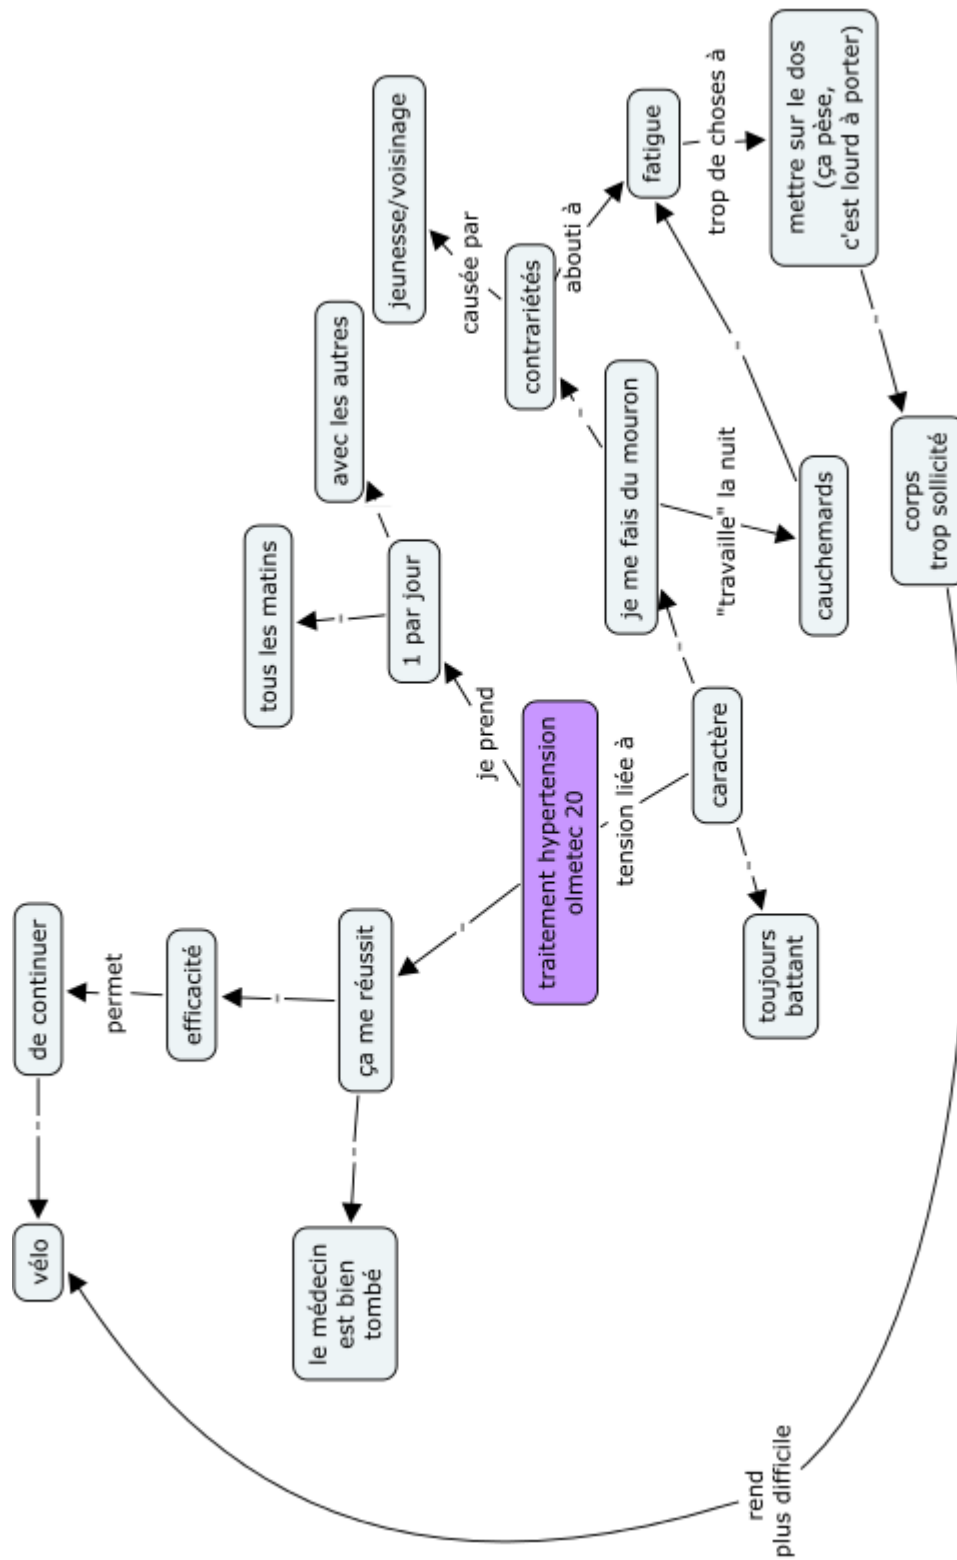 vélo
de continuer
permet
efficacité
ça me réussit
le médecin
est bien
tombé
tous les matins
avec les autres
jeunesse/voisinage
1 par jour
je prend
causée par
contrariétés
abouti à
traitement hypertension
olmetec 20
tension liée à
je me fais du mouron
fatigue
trop de choses à
mettre sur le dos
(ça pèse,
c'est lourd à porter)
caractère
"travaille" la nuit
toujours
battant
cauchemards
corps
trop sollicité
rend
plus difficile